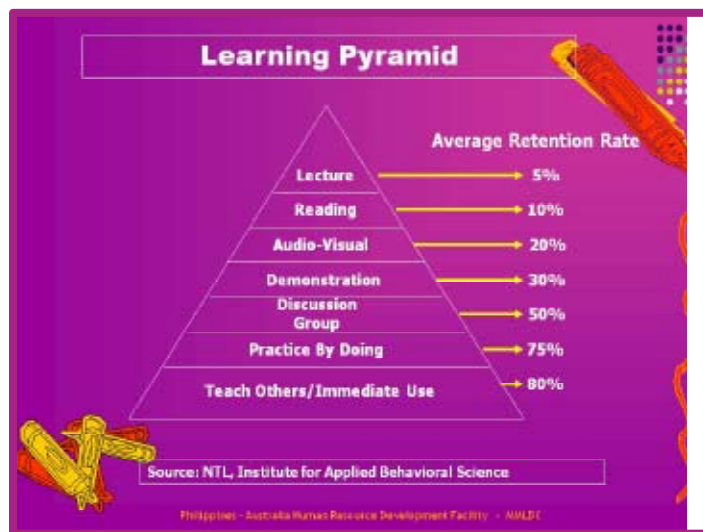 Learning Pyramid
Average Retention Rate
Lecture 5%
Reading 10%
Audio-Visual 20%
Demonstration 30%
Discussion
Group 50%
Practice By Doing 75%
Teach Others/Immediate Use 80%
Source: NTL, Institute for Applied Behavioral Science
Philippines - Australia Human Resource Development Facility -